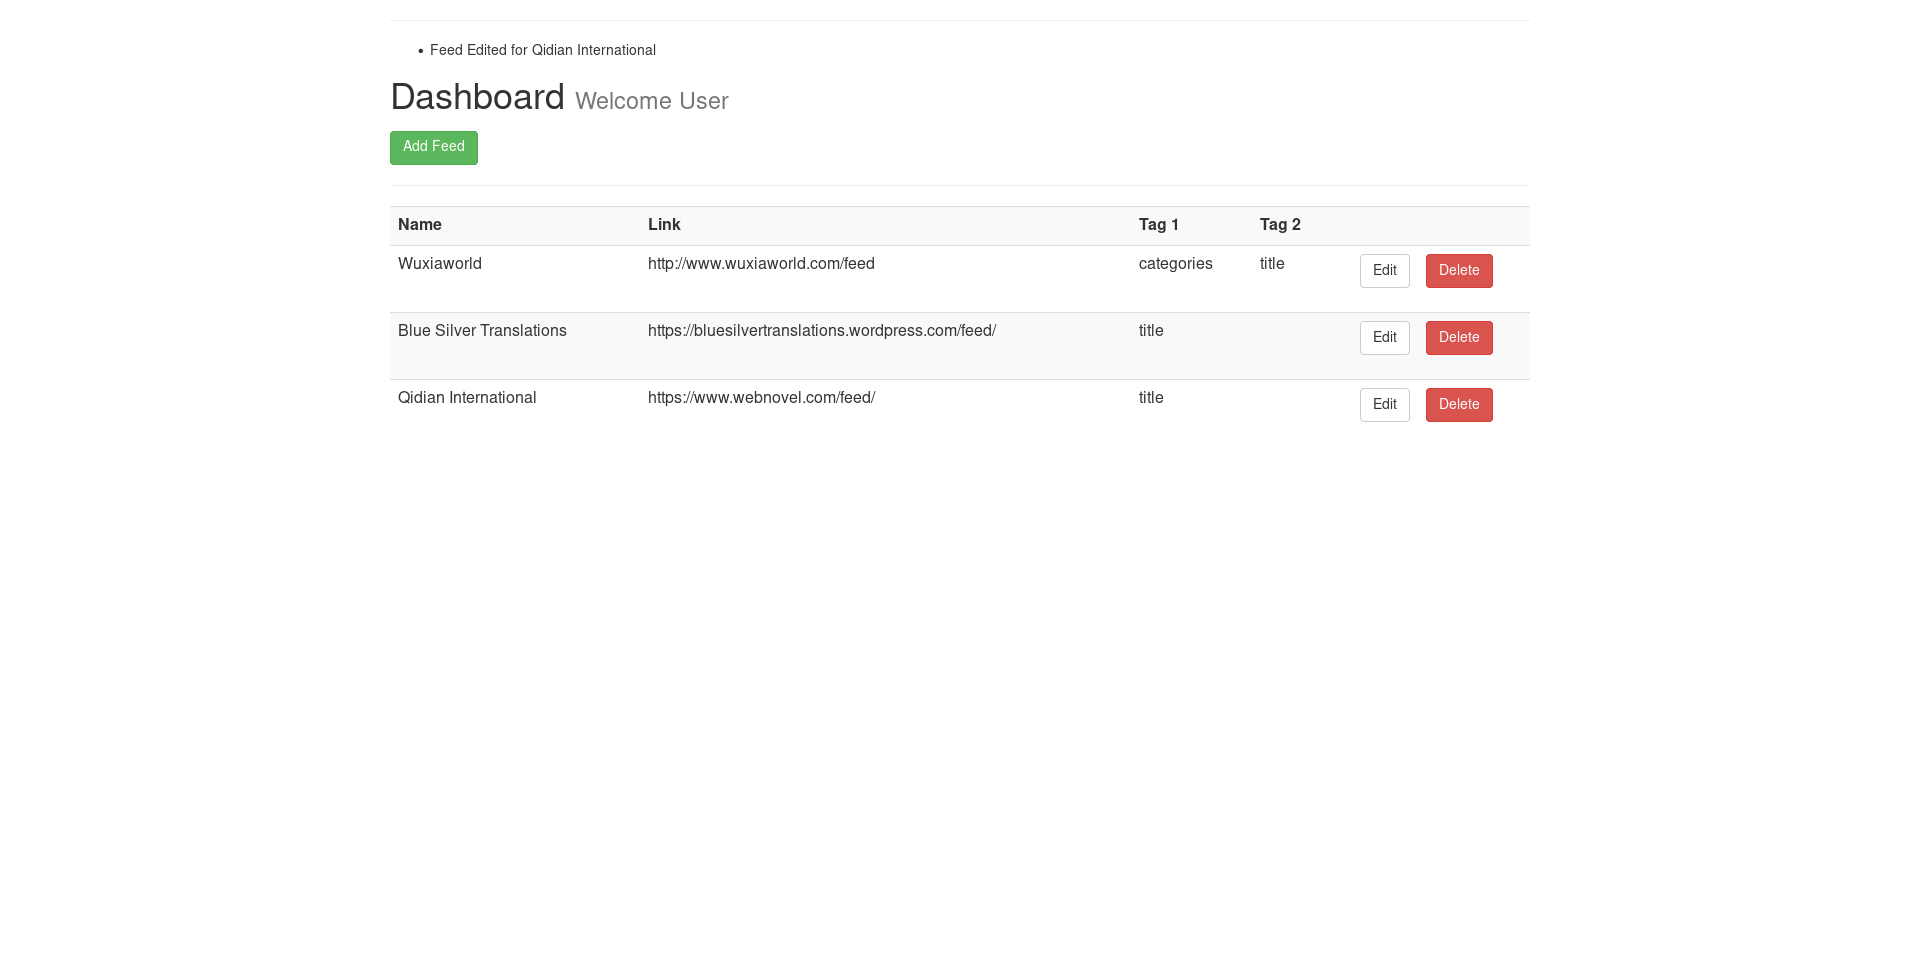 • Feed Edited for Qidian International
Dashboard Welcome User
Add Feed
Name Link Tag 1 Tag 2
Wuxiaworld http://www.wuxiaworld.com/feed categories title Edit Delete
Blue Silver Translations https://bluesilvertranslations.wordpress.com/feed/ title Edit Delete
Qidian International https://www.webnovel.com/feed/ title Edit Delete